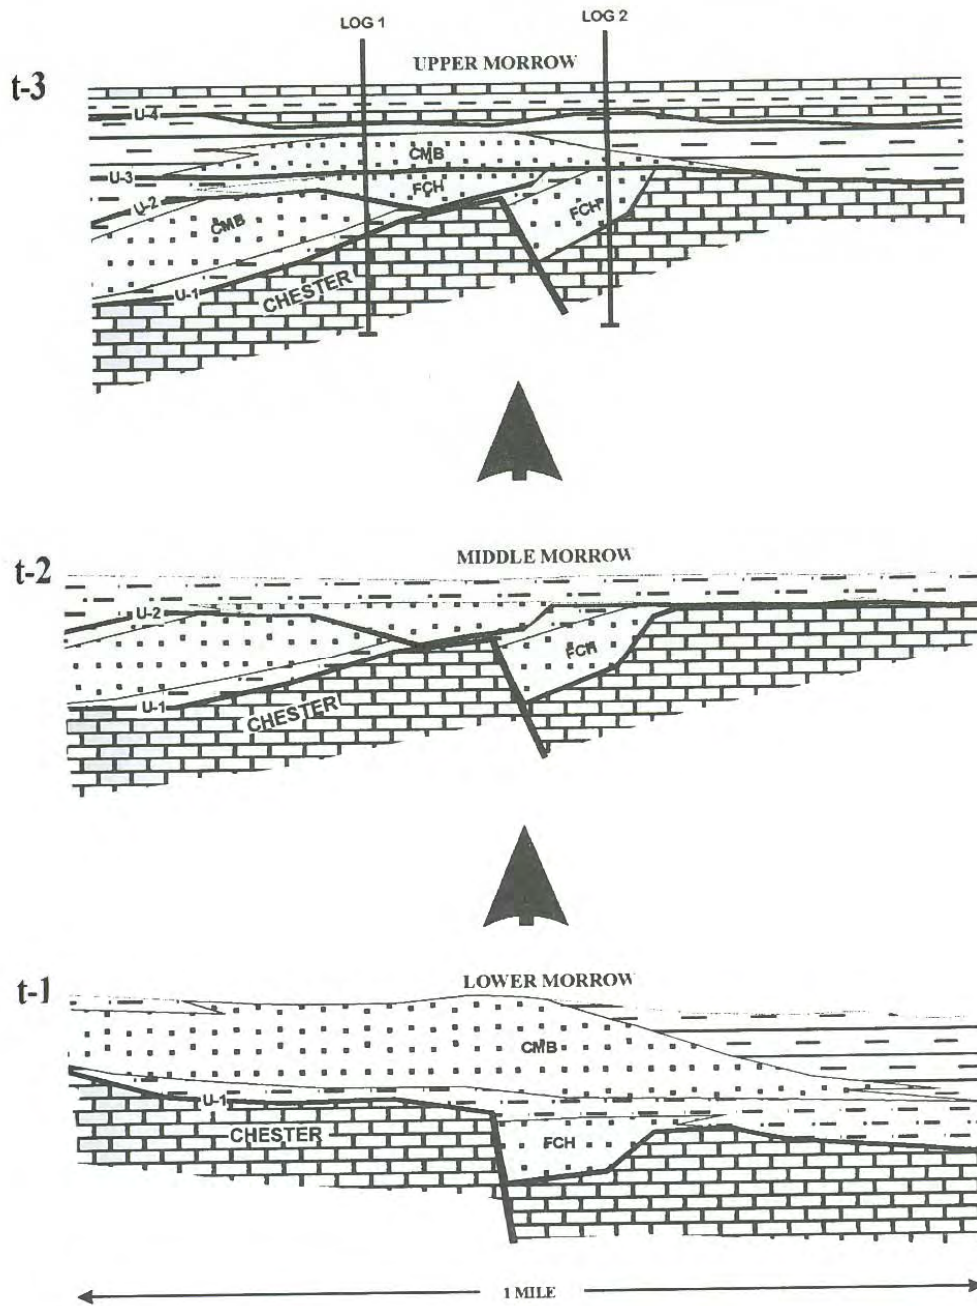 LOG 1
LOG 2
UPPER MORROW
t-3
U-4
CMB
U-3
FCH
U-2
FCH
CMB
U-1
CHESTER
MIDDLE MORROW
t-2
U-2
FCH
U-1
CHESTER
LOWER MORROW
t-1
CMB
U-1
CHESTER
FCH
1 MILE